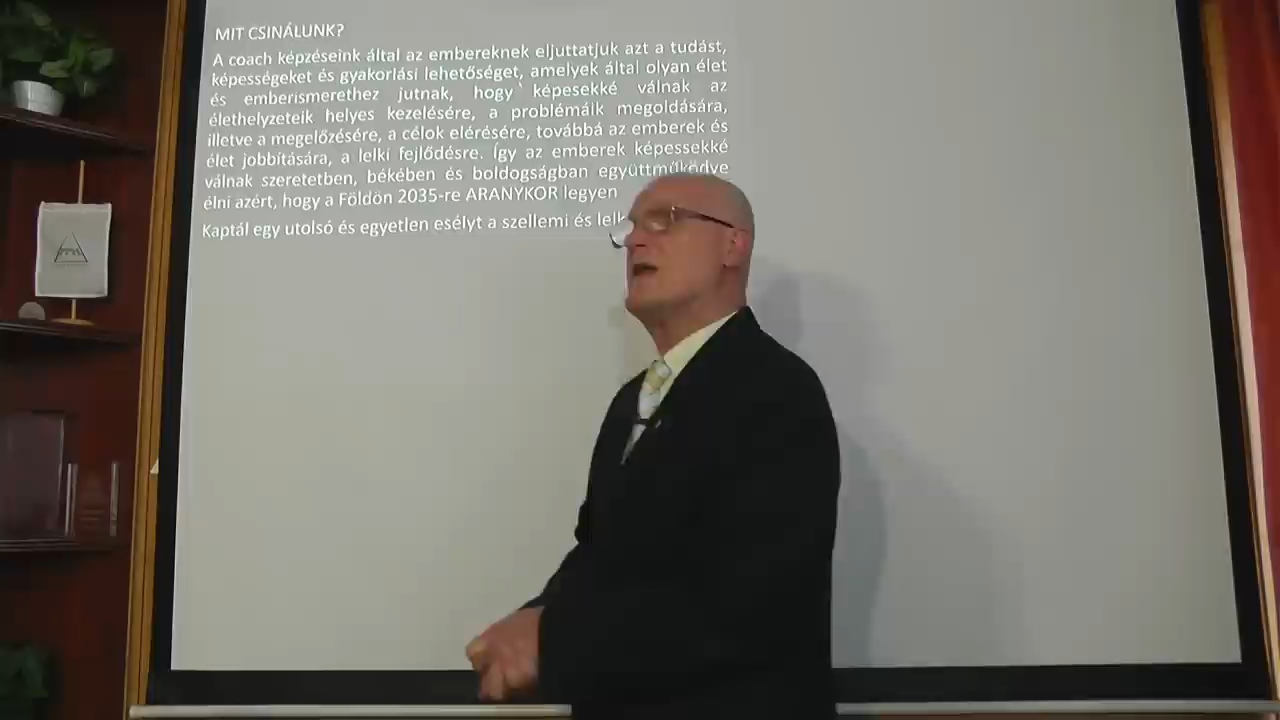 MIT CSINÁLUNK?
A coach képzéseink által az embereknek eljuttatjuk azt a tudást,
képességeket és gyakorlási lehetőséget, amelyek által olyan élet
és emberismerethez jutnak, hogy képesekké válnak az
élethelyzeteik helyes kezelésére, a problémáik megoldására,
illetve a megelőzésére, a célok elérésére, továbbá az emberek és
élet jobbítására, a lelki fejlődésre. Így az emberek képessekké
válnak szeretetben, békében és boldogságban együttműködve
élni azért, hogy a Földön 2035-re ARANYKOR legyen
Kaptál egy utolsó és egyetlen esélyt a szellemi és